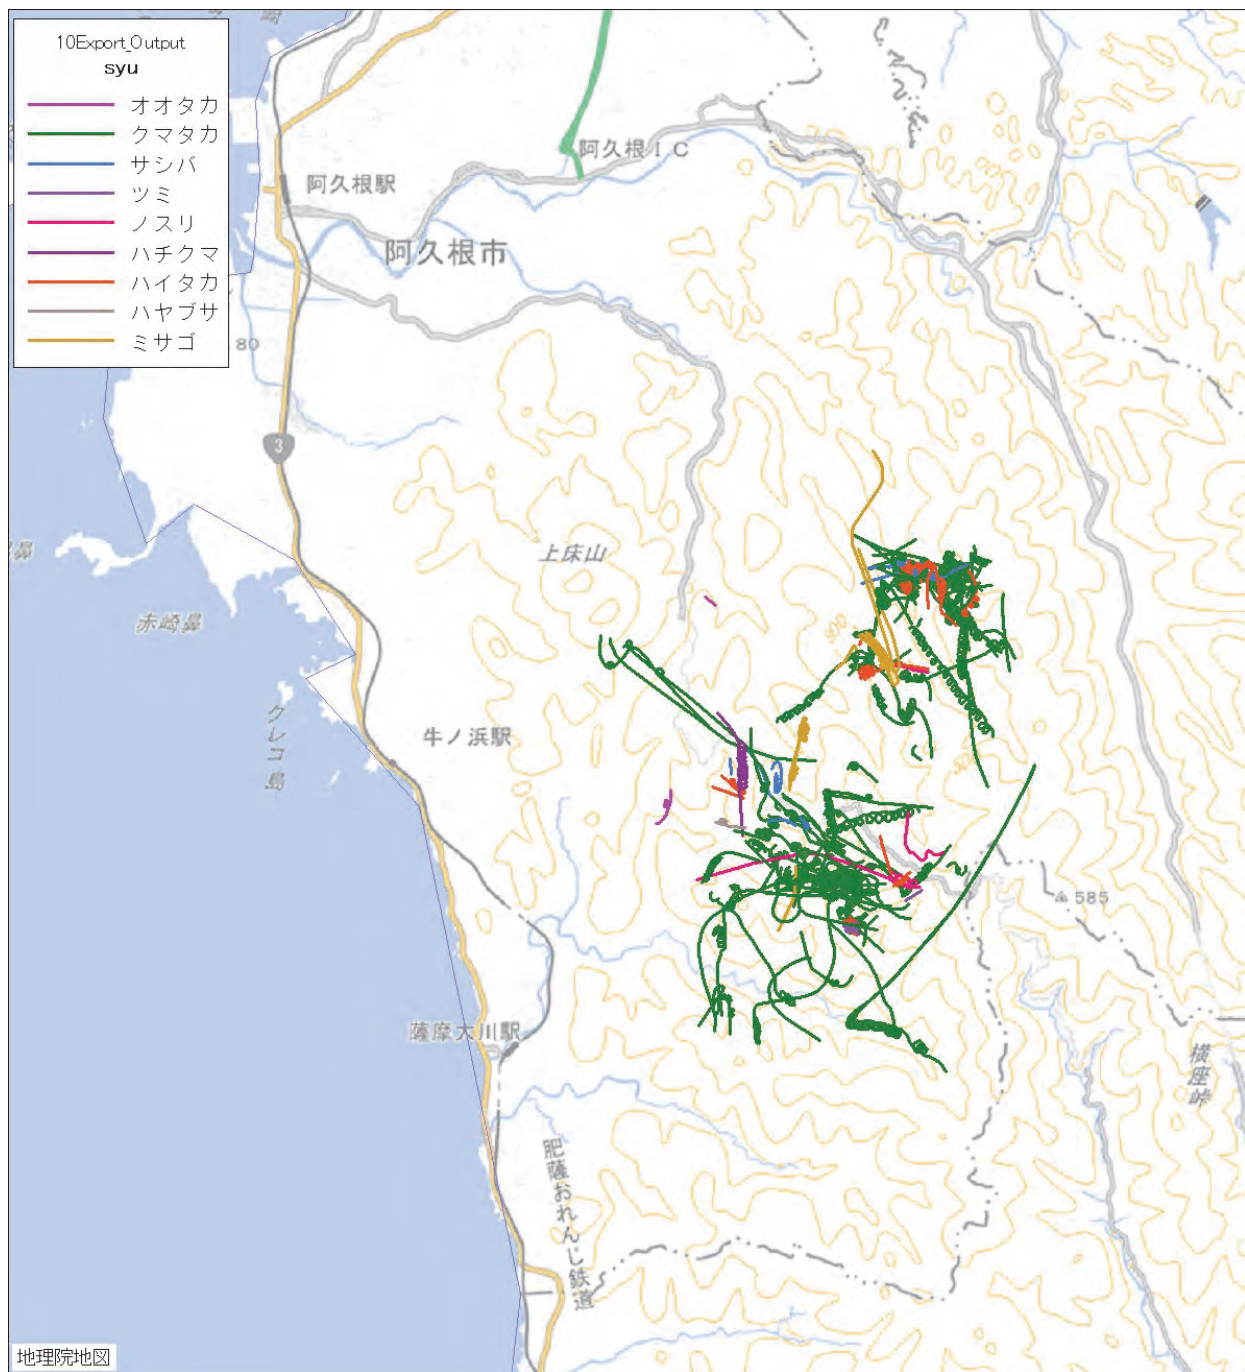 10Export_Output
syu
オオタカ
クマタカ
サシバ
ツミ
ノスリ
ハチクマ
ハイタカ
ハヤブサ
ミサゴ
80
阿久根IC
阿久根駅
阿久根市
3
上床山
鼻
赤崎鼻
クレコ島
牛ノ浜駅
585
薩摩大川駅
横座峠
肥薩おれんじ鉄道
地理院地図